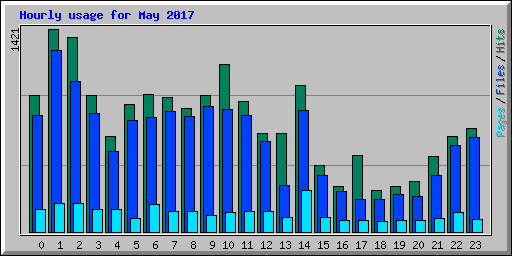 Hourly usage for May 2017
1421
Pages/Files/Hits
0 1 2 3 4 5 6 7 8 9 10 11 12 13 14 15 16 17 18 19 20 21 22 23